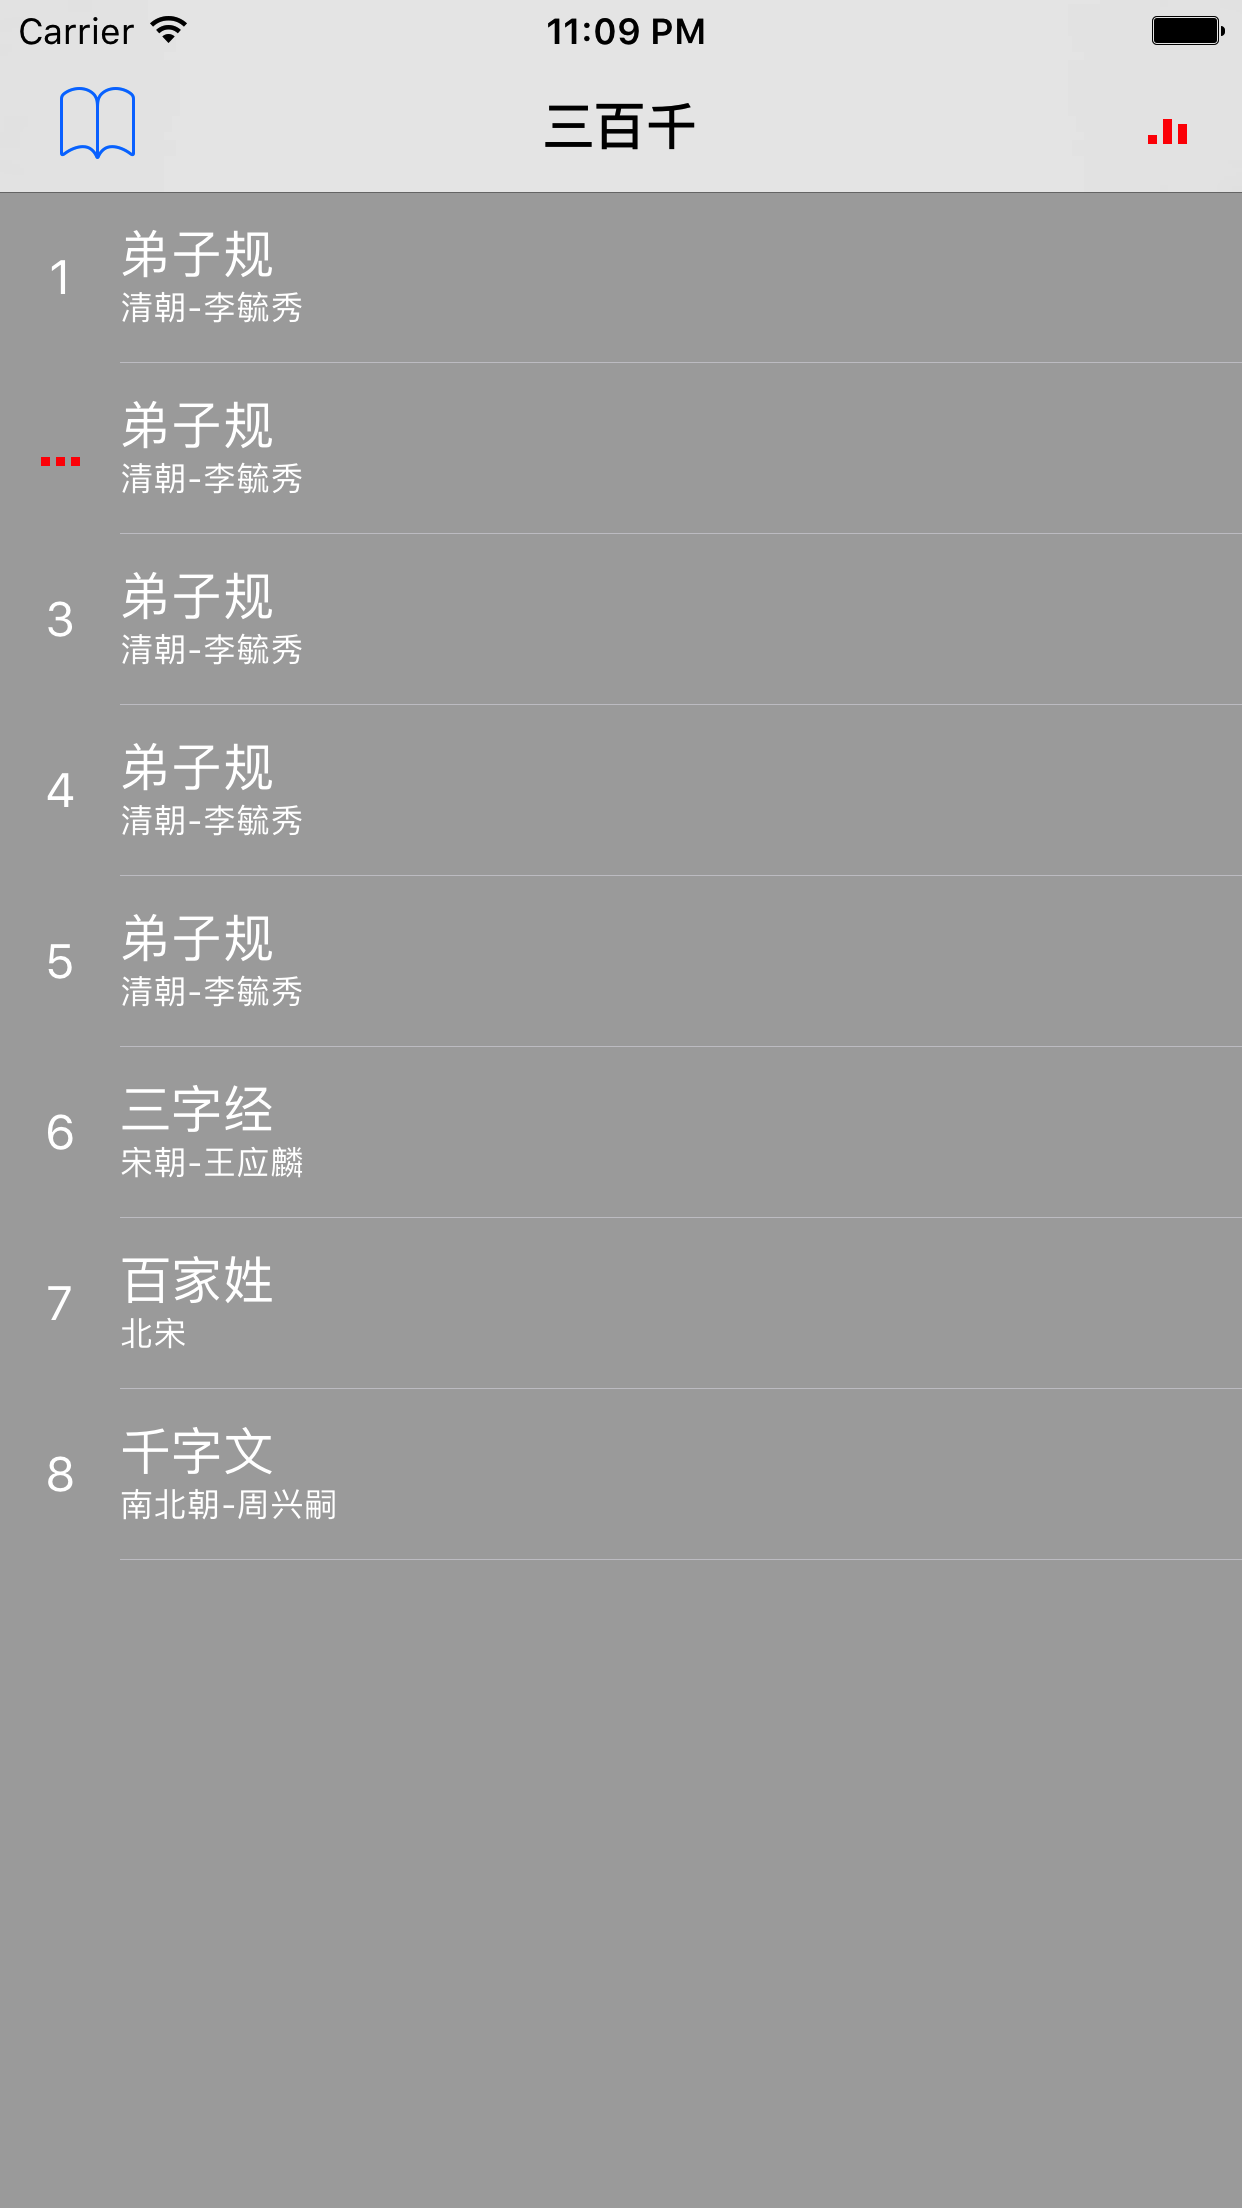 Carrier 11:09 PM
三百千
1 弟子规
清朝-李毓秀
弟子规
清朝-李毓秀
3 弟子规
清朝-李毓秀
4 弟子规
清朝-李毓秀
5 弟子规
清朝-李毓秀
6 三字经
宋朝-王应麟
7 百家姓
北宋
8 千字文
南北朝-周兴嗣